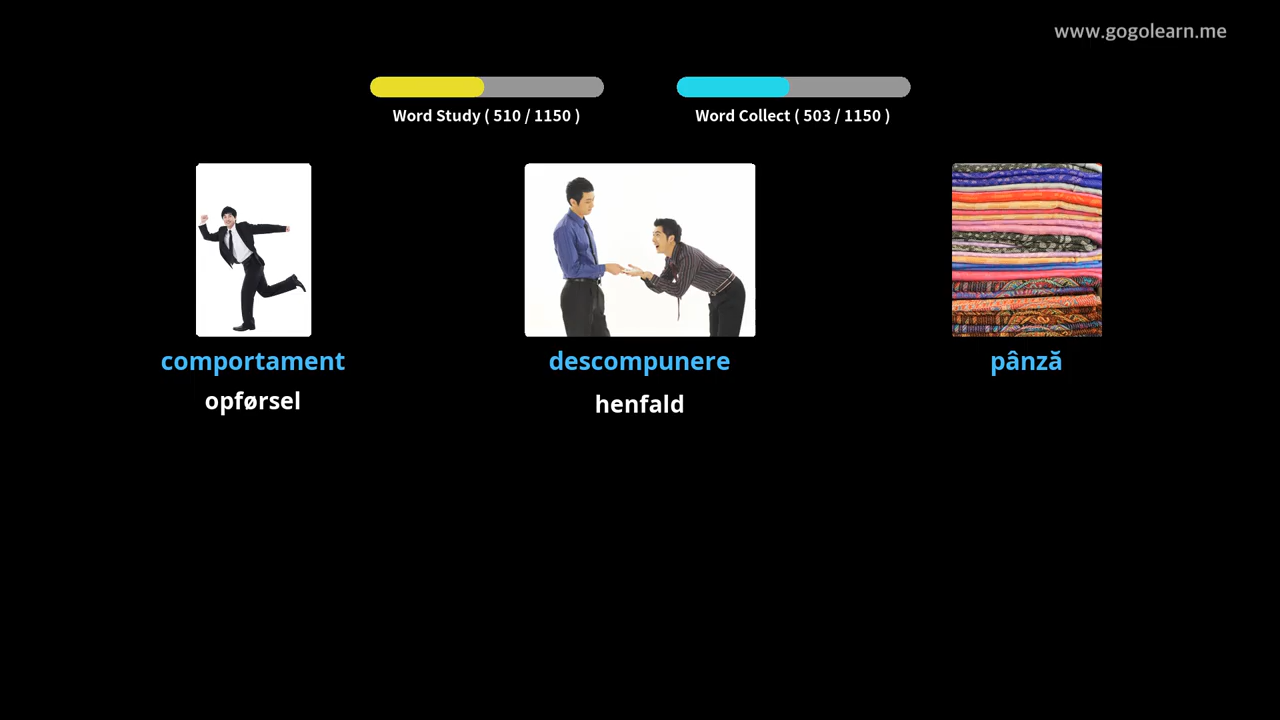 www.gogolearn.me
Word Study ( 510 / 1150 )
Word Collect ( 503 / 1150 )
comportament
opførsel
descompunere
henfald
pânză